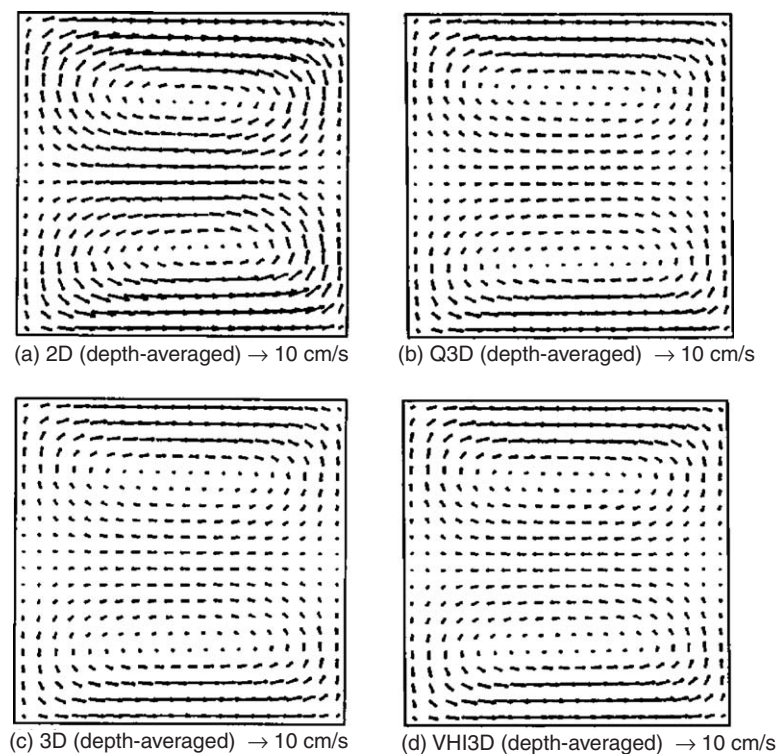 (a) 2D (depth-averaged) → 10 cm/s
(b) Q3D (depth-averaged) → 10 cm/s
(c) 3D (depth-averaged) → 10 cm/s
(d) VHI3D (depth-averaged) → 10 cm/s